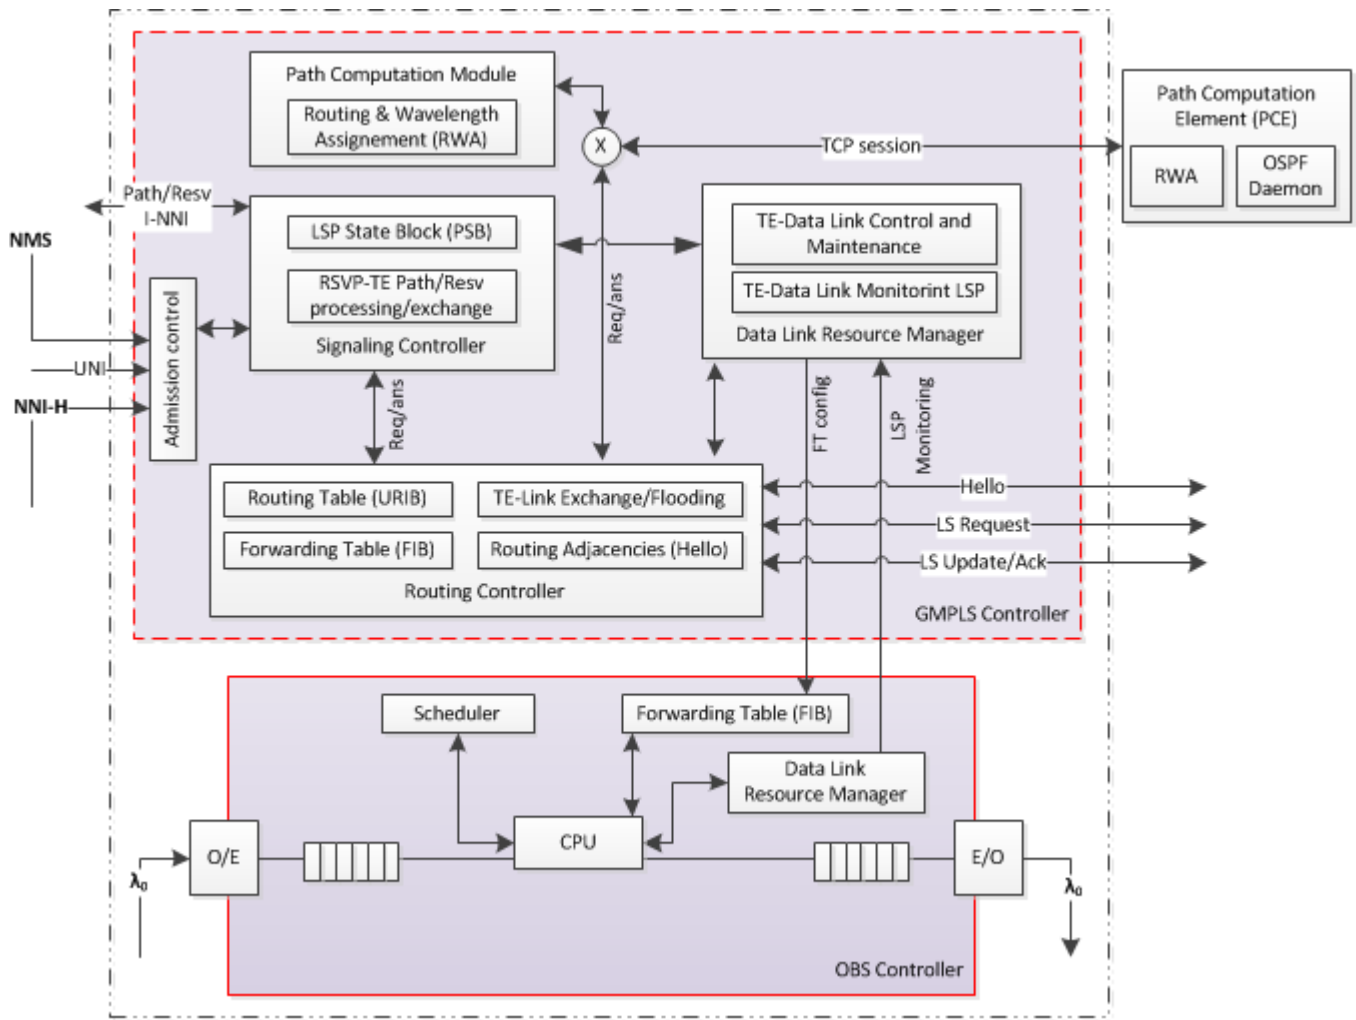 Path Computation Module
Routing & Wavelength
Assignement (RWA)
X
TCP session
Path Computation
Element (PCE)
RWA
OSPF
Daemon
Path/Resv
I-NNI
NMS
UNI
NNI-H
Admission control
LSP State Block (PSB)
RSVP-TE Path/Resv
processing/exchange
Signaling Controller
Req/ans
Req/ans
TE-Data Link Control and
Maintenance
TE-Data Link Monitorint LSP
Data Link Resource Manager
FT config
LSP
Monitoring
Routing Table (URIB)
TE-Link Exchange/Flooding
Forwarding Table (FIB)
Routing Adjacencies (Hello)
Routing Controller
Hello
LS Request
LS Update/Ack
GMPLS Controller
Scheduler
Forwarding Table (FIB)
Data Link
Resource Manager
CPU
O/E
E/O
λ₀
λ₀
OBS Controller